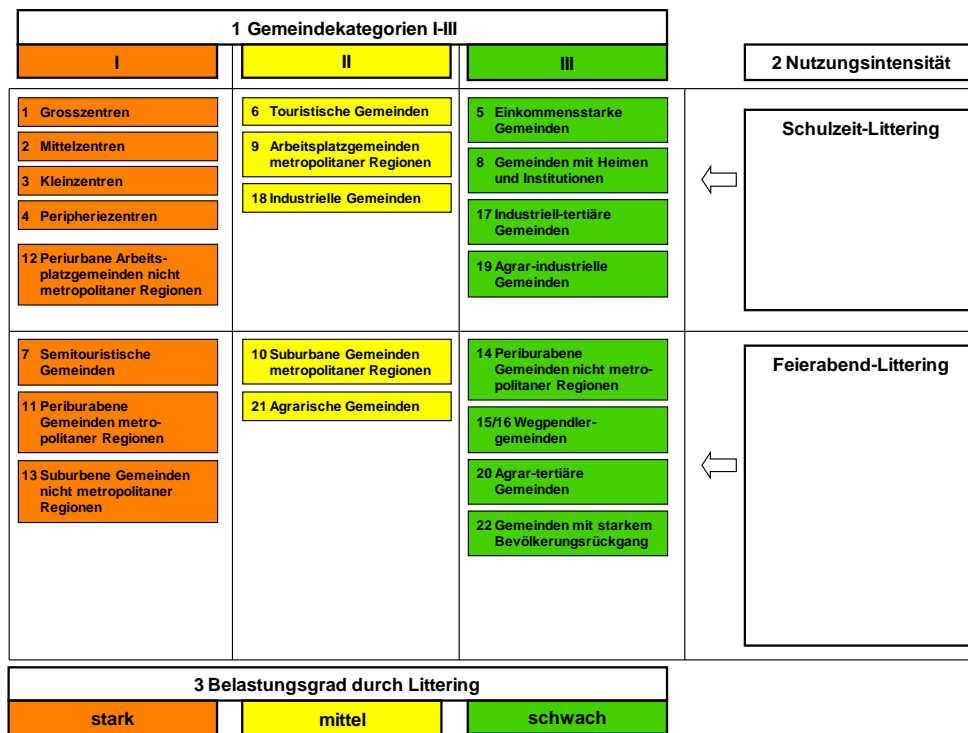 1 Gemeindekategorien I-III
I
II
III
2 Nutzungsintensität
1 Grosszentren
2 Mittelzentren
3 Kleinzentren
4 Peripheriezentren
12 Periurbane Arbeits-
platzgemeinden nicht
metropolitaner Regionen
6 Touristische Gemeinden
9 Arbeitsplatzgemeinden
metropolitaner Regionen
18 Industrielle Gemeinden
5 Einkommensstarke
Gemeinden
8 Gemeinden mit Heimen
und Institutionen
17 Industriell-tertiäre
Gemeinden
19 Agrar-industrielle
Gemeinden
Schulzeit-Littering
7 Semitouristische
Gemeinden
11 Periburabene
Gemeinden metro-
politaner Regionen
13 Suburbene Gemeinden
nicht metropolitaner
Regionen
10 Suburbane Gemeinden
metropolitaner Regionen
21 Agrarische Gemeinden
14 Periburabene
Gemeinden nicht metro-
politaner Regionen
15/16 Wegpendler-
gemeinden
20 Agrar-tertiäre
Gemeinden
22 Gemeinden mit starkem
Bevölkerungsrückgang
Feierabend-Littering
3 Belastungsgrad durch Littering
stark
mittel
schwach